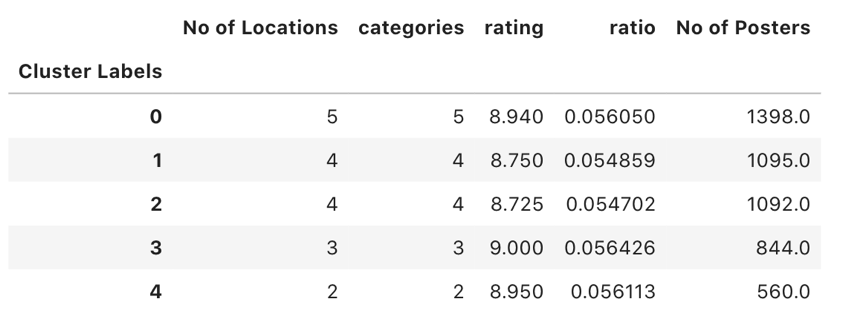 No of Locations categories rating ratio No of Posters
Cluster Labels
0 5 5 8.940 0.056050 1398.0
1 4 4 8.750 0.054859 1095.0
2 4 4 8.725 0.054702 1092.0
3 3 3 9.000 0.056426 844.0
4 2 2 8.950 0.056113 560.0